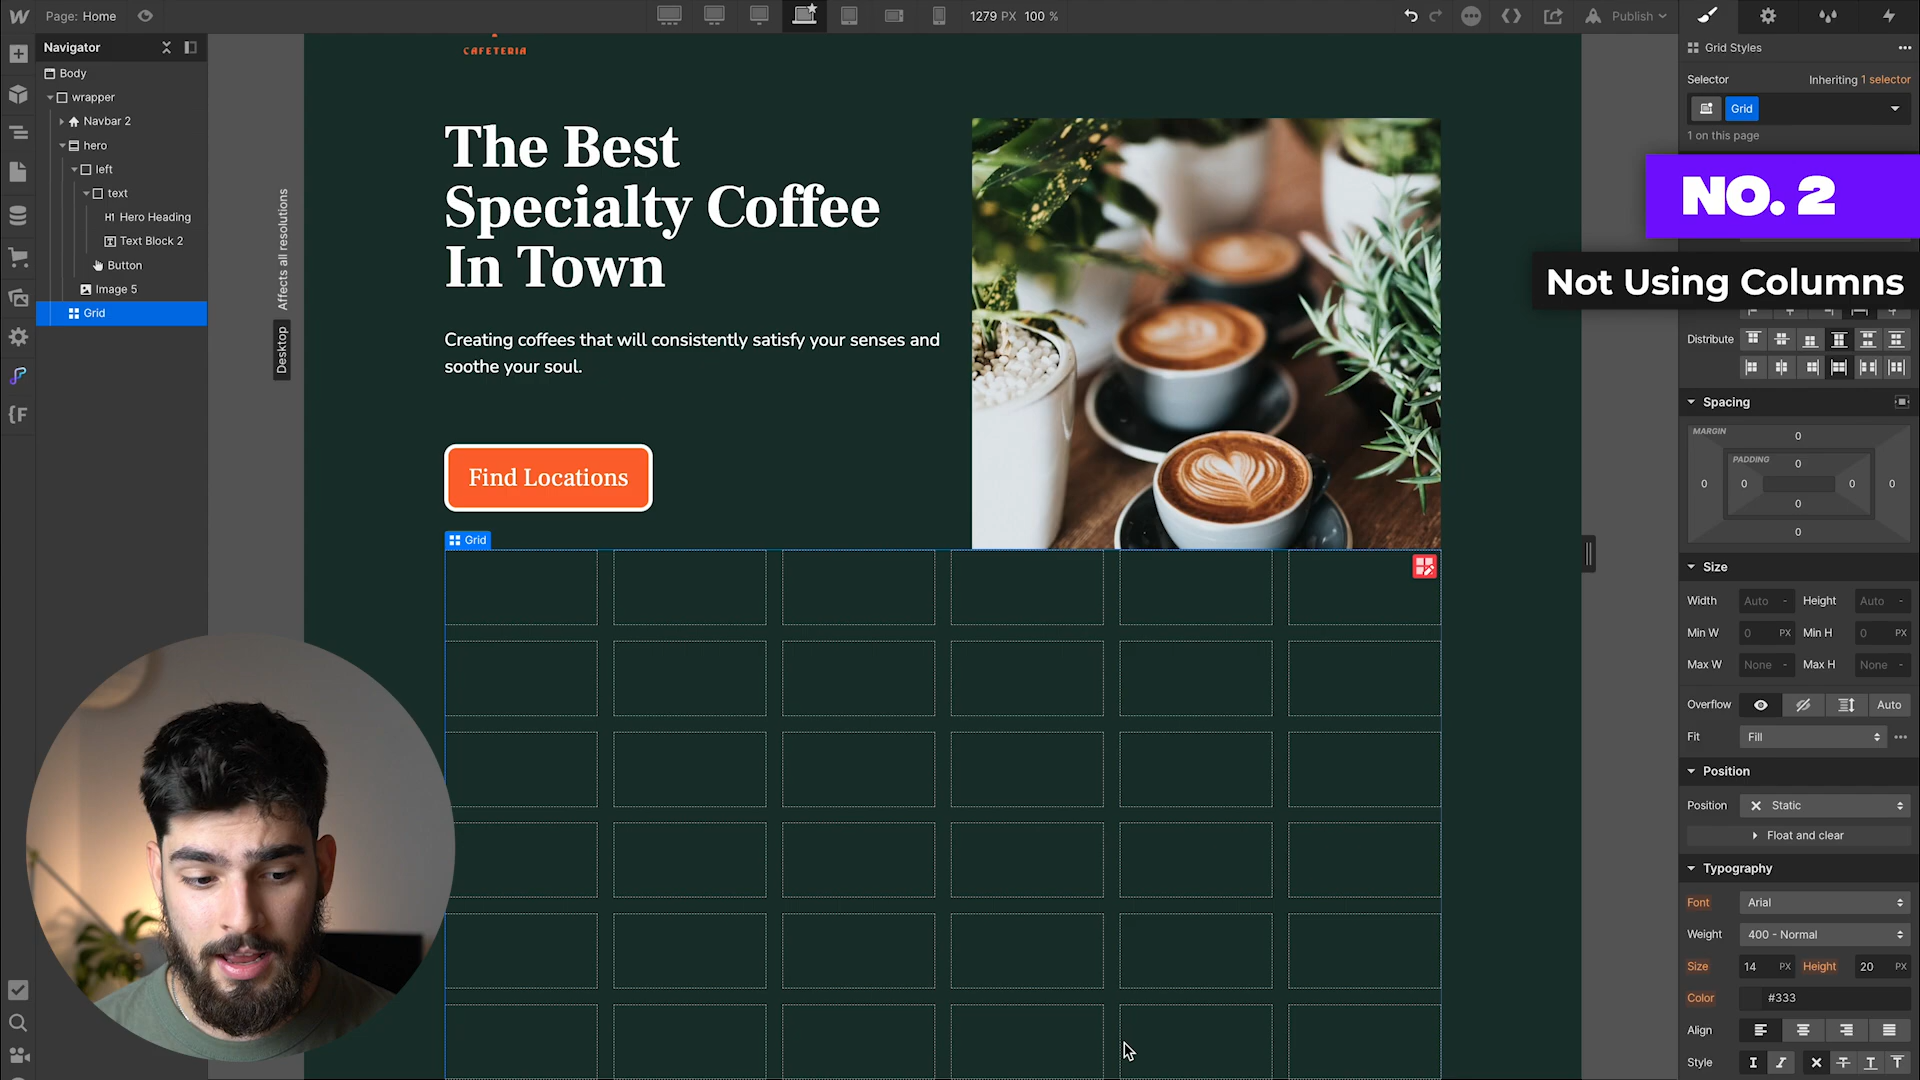 Page: Home
1279 PX 100 %
Publish
Navigator
Body
wrapper
Navbar 2
hero
left
text
H1 Hero Heading
Text Block 2
Button
Image 5
Grid
Affects all resolutions
Desktop
CAFETERIA
The Best
Specialty Coffee
In Town
Creating coffees that will consistently satisfy your senses and
soothe your soul.
Find Locations
Grid
Grid Styles
Selector
Inheriting 1 selector
Grid
1 on this page
NO. 2
Not Using Columns
Distribute
Spacing
MARGIN
0
PADDING
0
0 0 0 0
0
0
Size
Width Auto - Height Auto -
Min W 0 PX Min H 0 PX
Max W None - Max H None -
Overflow Auto
Fit Fill
Position
Position Static
Float and clear
Typography
Font Arial
Weight 400 - Normal
Size 14 PX Height 20 PX
Color #333
Align
Style